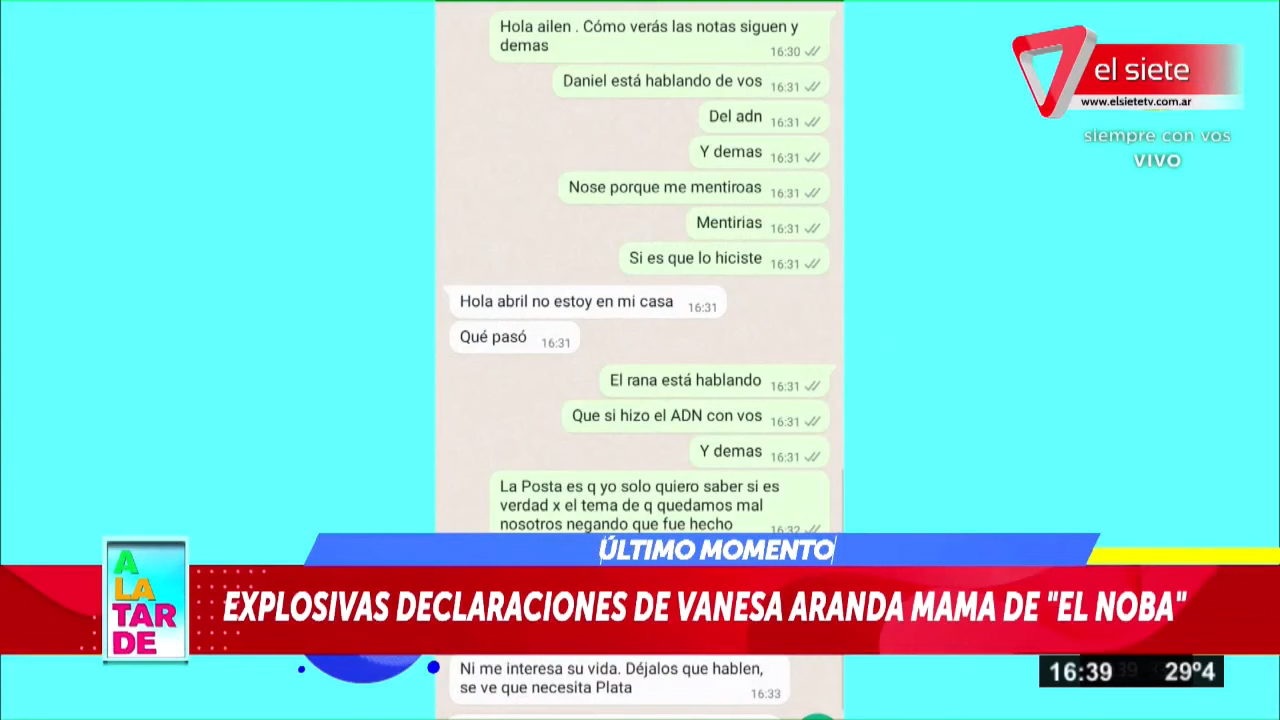 Hola ailen . Cómo verás las notas siguen y
demas
16:30
Daniel está hablando de vos
16:31
Del adn
16:31
Y demas
16:31
Nose porque me mentiroas
16:31
Mentirias
16:31
Si es que lo hiciste
16:31
Hola abril no estoy en mi casa
16:31
Qué pasó
16:31
El rana está hablando
16:31
Que si hizo el ADN con vos
16:31
Y demas
16:31
La Posta es q yo solo quiero saber si es
verdad x el tema de q quedamos mal
nosotros negando que fue hecho
16:32
el siete
www.elsietetv.com.ar
siempre con vos
VIVO
ÚLTIMO MOMENTO
A
LA
TAR
DE
EXPLOSIVAS DECLARACIONES DE VANESA ARANDA MAMA DE "EL NOBA"
Ni me interesa su vida. Déjalos que hablen,
se ve que necesita Plata
16:33
16:39
29°4